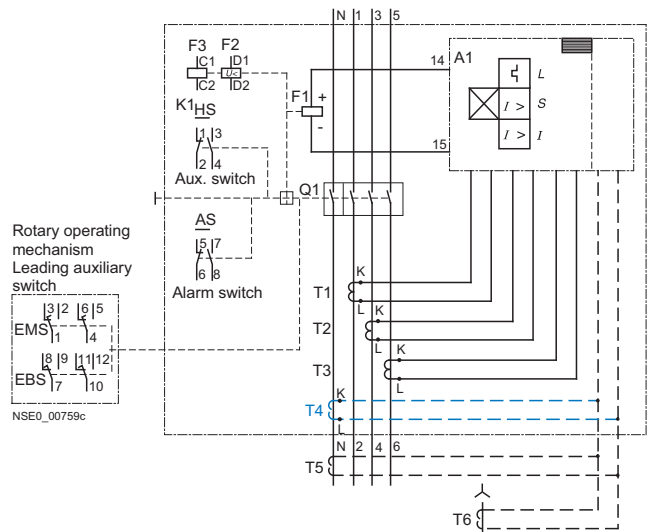 N 1 3 5
F3 F2
C1 D1
U<
C2 D2
F1
+
-
14
15
A1
L
I > S
I > I
K1 HS
1 3
2 4
Aux. switch
Q1
AS
5 7
6 8
Alarm switch
Rotary operating
mechanism
Leading auxiliary
switch
3 2 6 5
EMS 1 4
8 9 11 12
EBS 7 10
NSE0_00759c
T1 K
L
T2 K
L
T3 K
L
T4 K
L
N 2 4 6
T5
T6